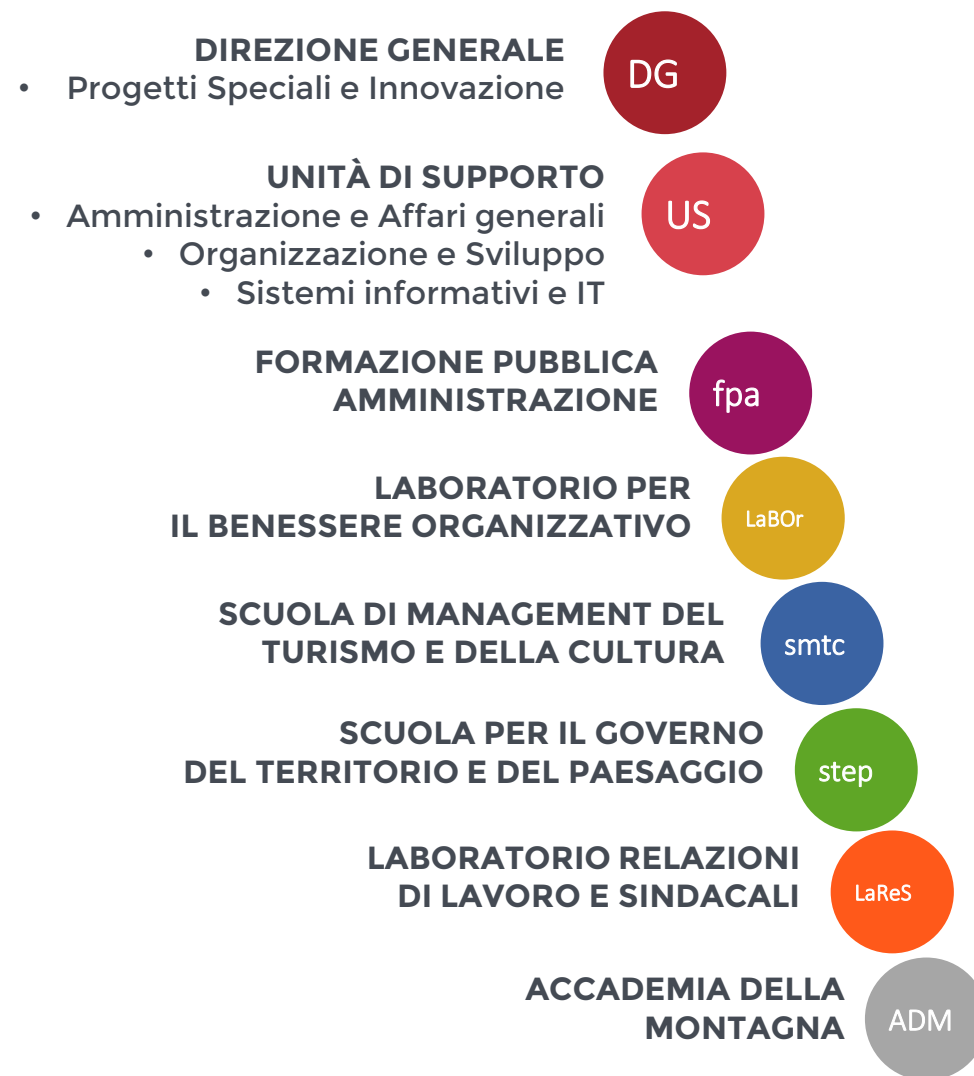 DIREZIONE GENERALE
• Progetti Speciali e Innovazione
DG
UNITÀ DI SUPPORTO
• Amministrazione e Affari generali
• Organizzazione e Sviluppo
• Sistemi informativi e IT
US
FORMAZIONE PUBBLICA
AMMINISTRAZIONE
fpa
LABORATORIO PER
IL BENESSERE ORGANIZZATIVO
LaBOr
SCUOLA DI MANAGEMENT DEL
TURISMO E DELLA CULTURA
smtc
SCUOLA PER IL GOVERNO
DEL TERRITORIO E DEL PAESAGGIO
step
LABORATORIO RELAZIONI
DI LAVORO E SINDACALI
LaReS
ACCADEMIA DELLA
MONTAGNA
ADM